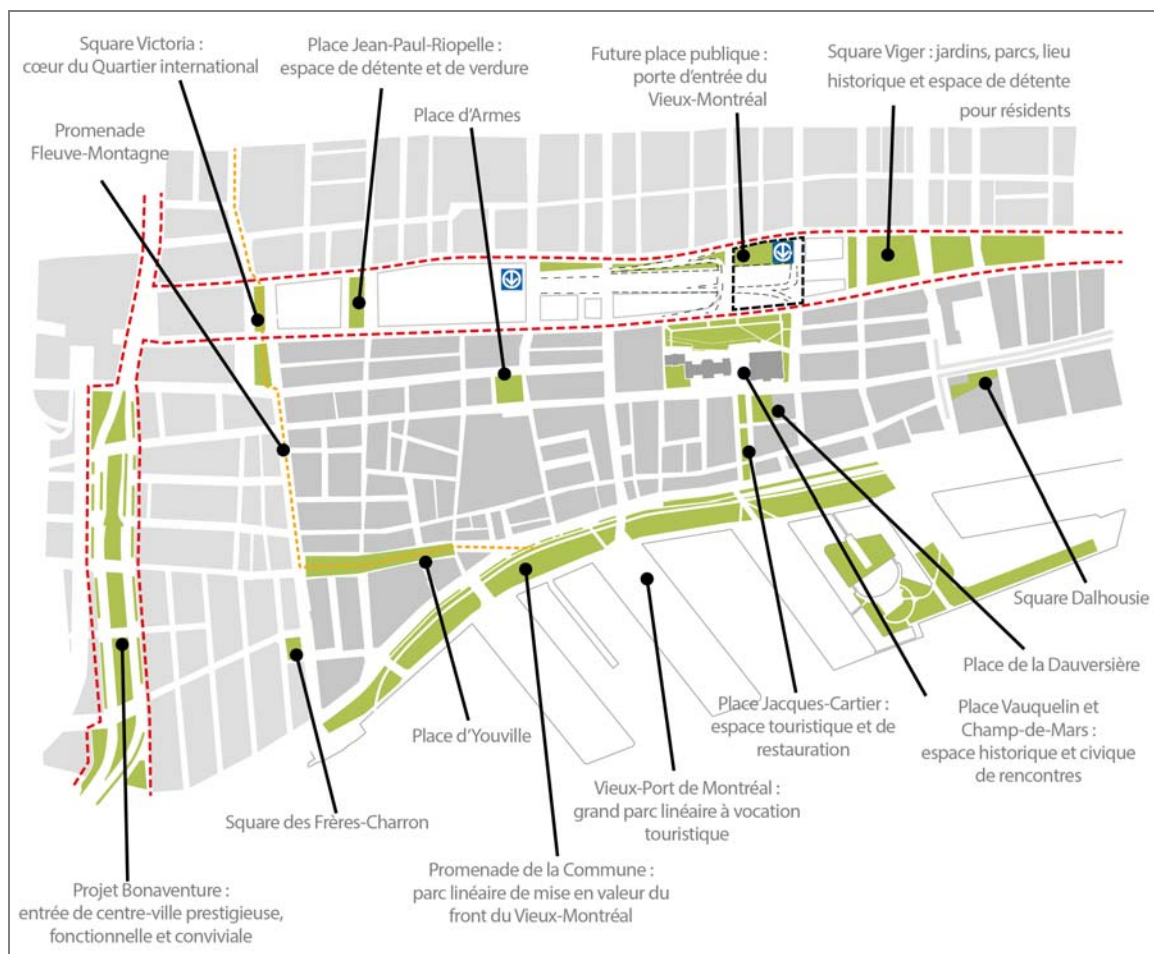 Square Victoria :
cœur du Quartier international
Place Jean-Paul-Riopelle :
espace de détente et de verdure
Future place publique :
porte d’entrée du
Vieux-Montréal
Square Viger : jardins, parcs, lieu
historique et espace de détente
pour résidents
Promenade
Fleuve-Montagne
Place d’Armes
Square Dalhousie
Place de la Dauversière
Place Vauquelin et
Champ-de-Mars :
espace historique et civique
de rencontres
Place Jacques-Cartier :
espace touristique et de
restauration
Place d’Youville
Vieux-Port de Montréal :
grand parc linéaire à vocation
touristique
Square des Frères-Charron
Promenade de la Commune :
parc linéaire de mise en valeur du
front du Vieux-Montréal
Projet Bonaventure :
entrée de centre-ville prestigieuse,
fonctionnelle et conviviale